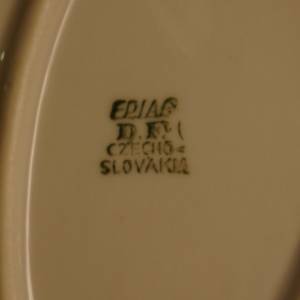 EPIAG
D. F. (
CZECHO-
SLOVAKIA